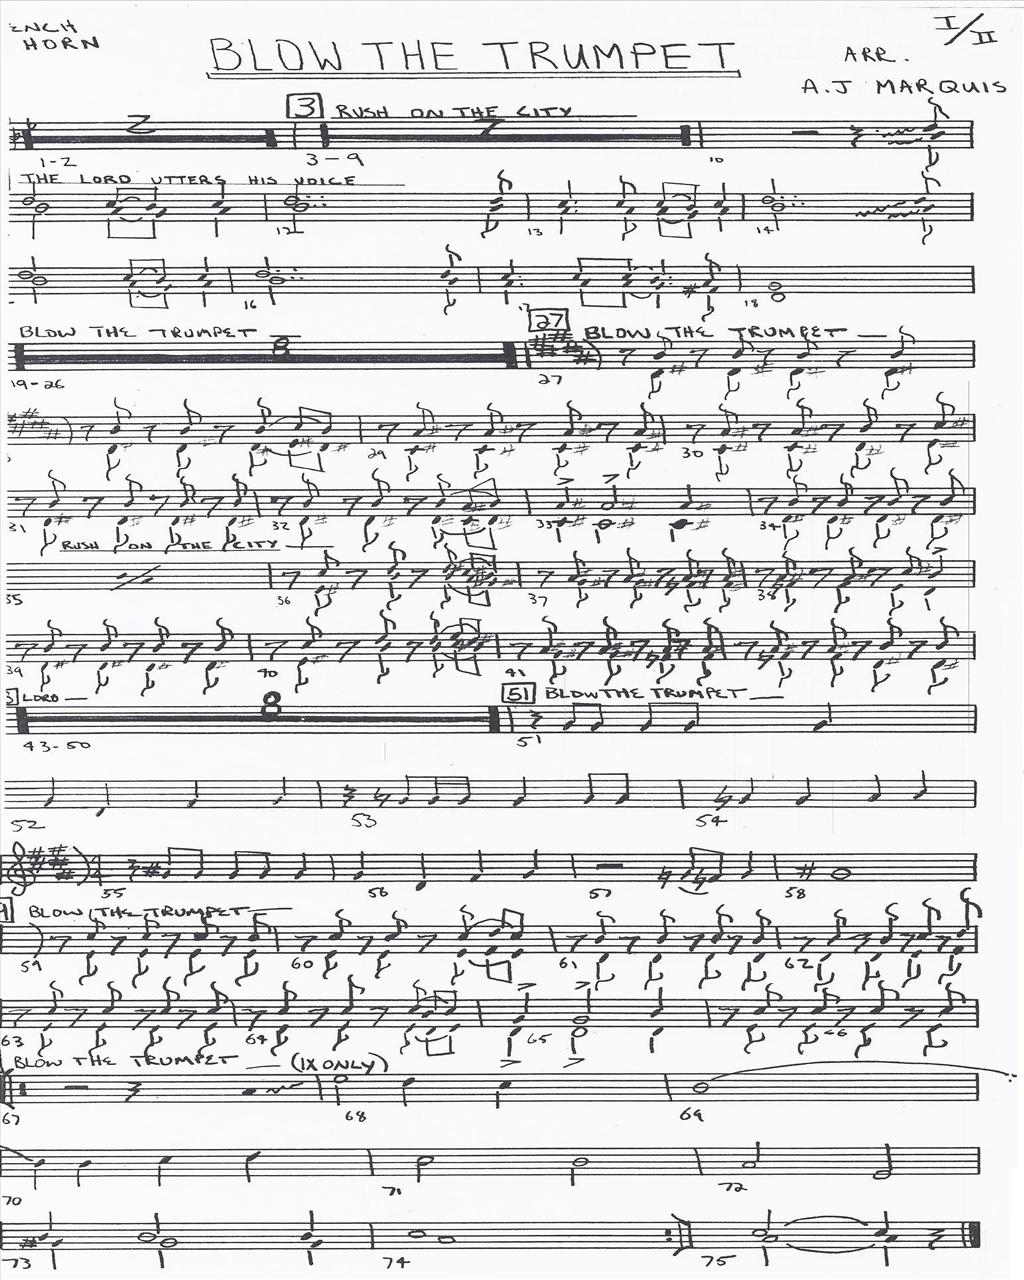 ENCH
HORN
BLOW THE TRUMPET
I/II
ARR.
A.J MARQUIS
2 3 RUSH ON THE CITY 7
1-2 3-9 10
THE LORD UTTERS HIS VOICE
12 13 14
16 17 18
BLOW THE TRUMPET 8 27 BLOW THE TRUMPET
19-26 27
29 30
31 32 33 34
RUSH ON THE CITY
35 36 37 38
39 40 41
LORD 8 51 BLOW THE TRUMPET
43-50 51
52 53 54
55 56 57 58
BLOW THE TRUMPET
59 60 61 62
63 64 65 66
BLOW THE TRUMPET (1X ONLY)
67 68 69
70 71 72
73 74 75